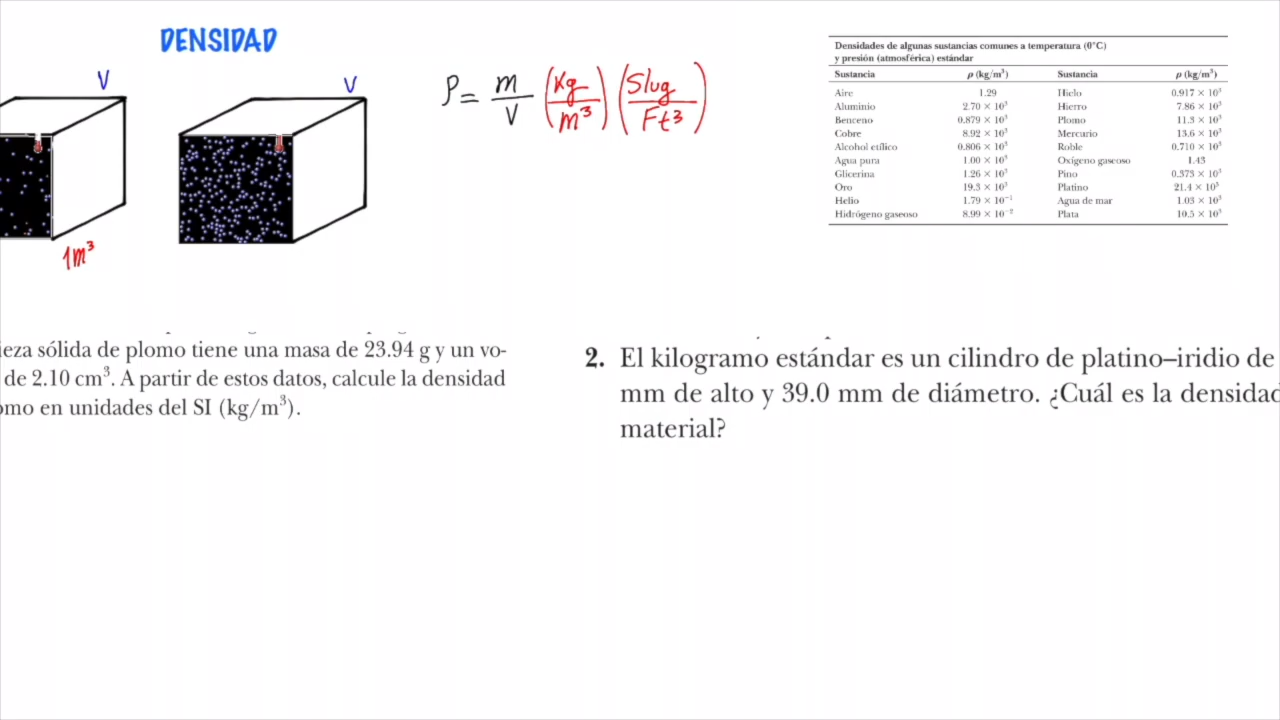 DENSIDAD
V
V
1m³
ρ = m/V (Kg/m³) (Slug/Ft³)
Densidades de algunas sustancias comunes a temperatura (0°C)
y presión (atmosférica) estándar
Sustancia ρ (kg/m³) Sustancia ρ (kg/m³)
Aire 1.29 Hielo 0.917 × 10³
Aluminio 2.70 × 10³ Hierro 7.86 × 10³
Benceno 0.879 × 10³ Plomo 11.3 × 10³
Cobre 8.92 × 10³ Mercurio 13.6 × 10³
Alcohol etílico 0.806 × 10³ Roble 0.710 × 10³
Agua pura 1.00 × 10³ Oxígeno gaseoso 1.43
Glicerina 1.26 × 10³ Pino 0.373 × 10³
Oro 19.3 × 10³ Platino 21.4 × 10³
Helio 1.79 × 10⁻¹ Agua de mar 1.03 × 10³
Hidrógeno gaseoso 8.99 × 10⁻² Plata 10.5 × 10³
ieza sólida de plomo tiene una masa de 23.94 g y un vo-
de 2.10 cm³. A partir de estos datos, calcule la densidad
omo en unidades del SI (kg/m³).
2. El kilogramo estándar es un cilindro de platino–iridio de
mm de alto y 39.0 mm de diámetro. ¿Cuál es la densidad
material?